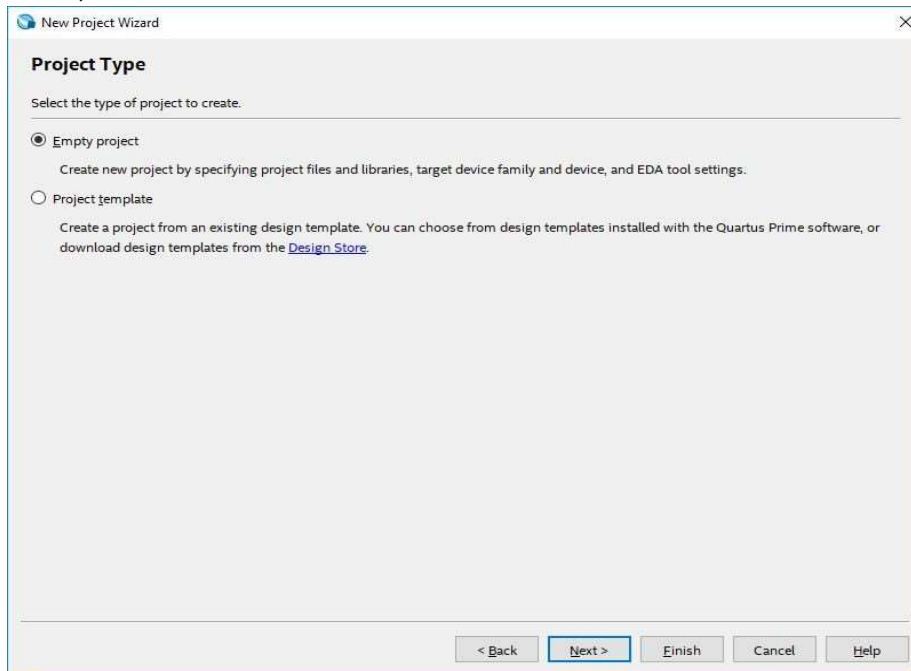 New Project Wizard
Project Type
Select the type of project to create.
Empty project
Create new project by specifying project files and libraries, target device family and device, and EDA tool settings.
Project template
Create a project from an existing design template. You can choose from design templates installed with the Quartus Prime software, or
download design templates from the Design Store.
< Back Next > Finish Cancel Help